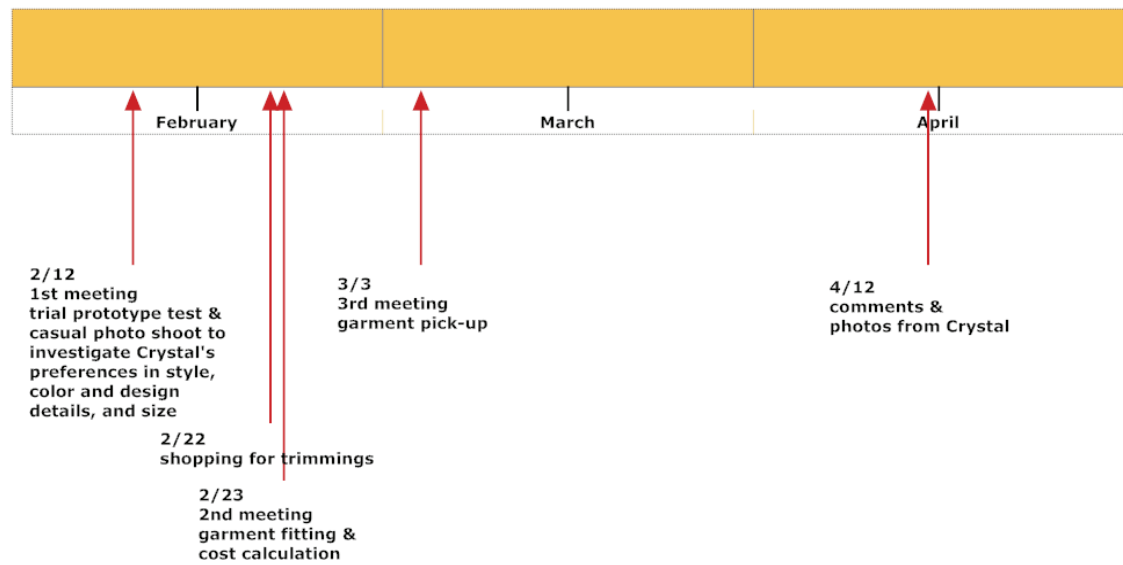 February
March
April
2/12
1st meeting
trial prototype test &
casual photo shoot to
investigate Crystal's
preferences in style,
color and design
details, and size
2/22
shopping for trimmings
2/23
2nd meeting
garment fitting &
cost calculation
3/3
3rd meeting
garment pick-up
4/12
comments &
photos from Crystal